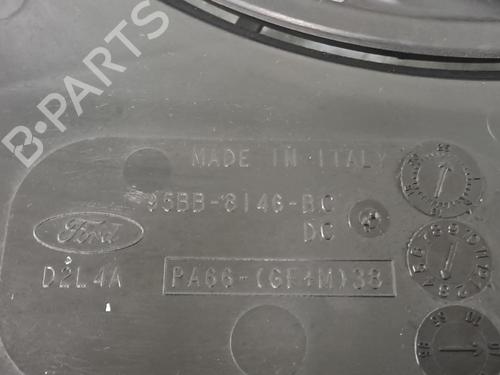 B-PARTS
MADE IN ITALY
95BB-8146-BC
DC
Ford
D2L4A
PA66-(GF+M)38